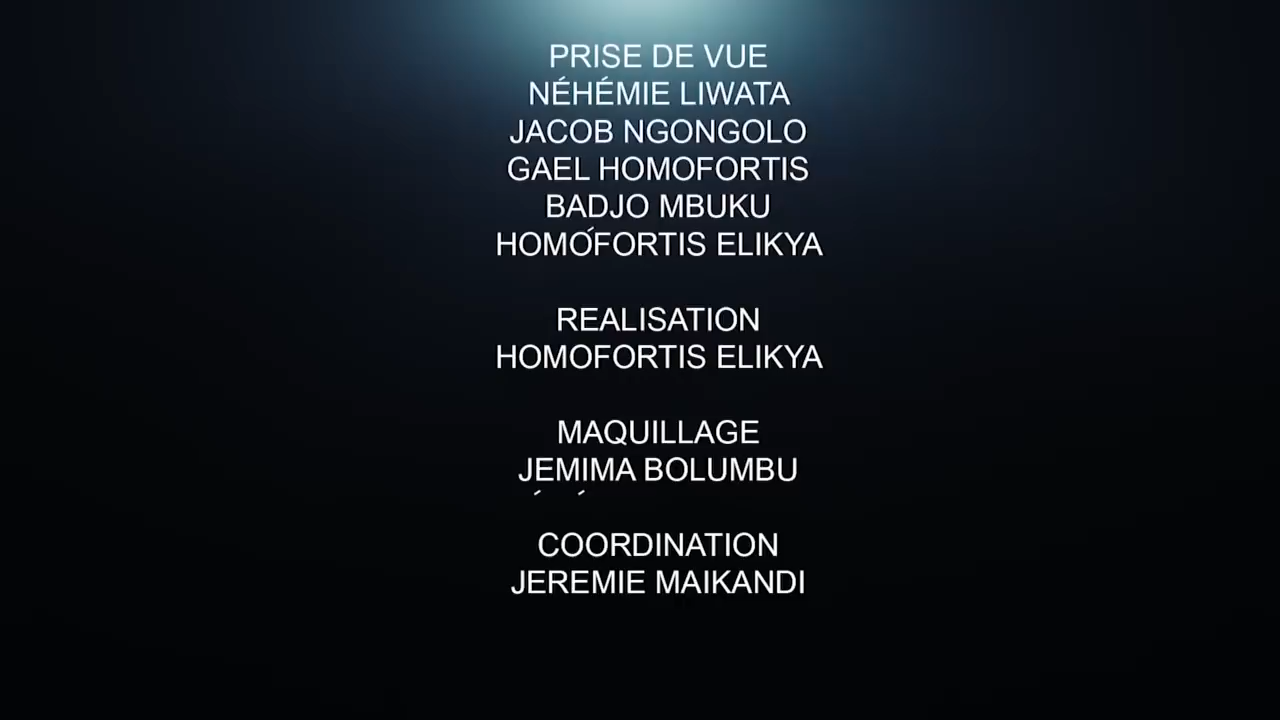 PRISE DE VUE
NÉHÉMIE LIWATA
JACOB NGONGOLO
GAEL HOMOFORTIS
BADJO MBUKU
HOMOFORTIS ELIKYA
REALISATION
HOMOFORTIS ELIKYA
MAQUILLAGE
JEMIMA BOLUMBU
COORDINATION
JEREMIE MAIKANDI